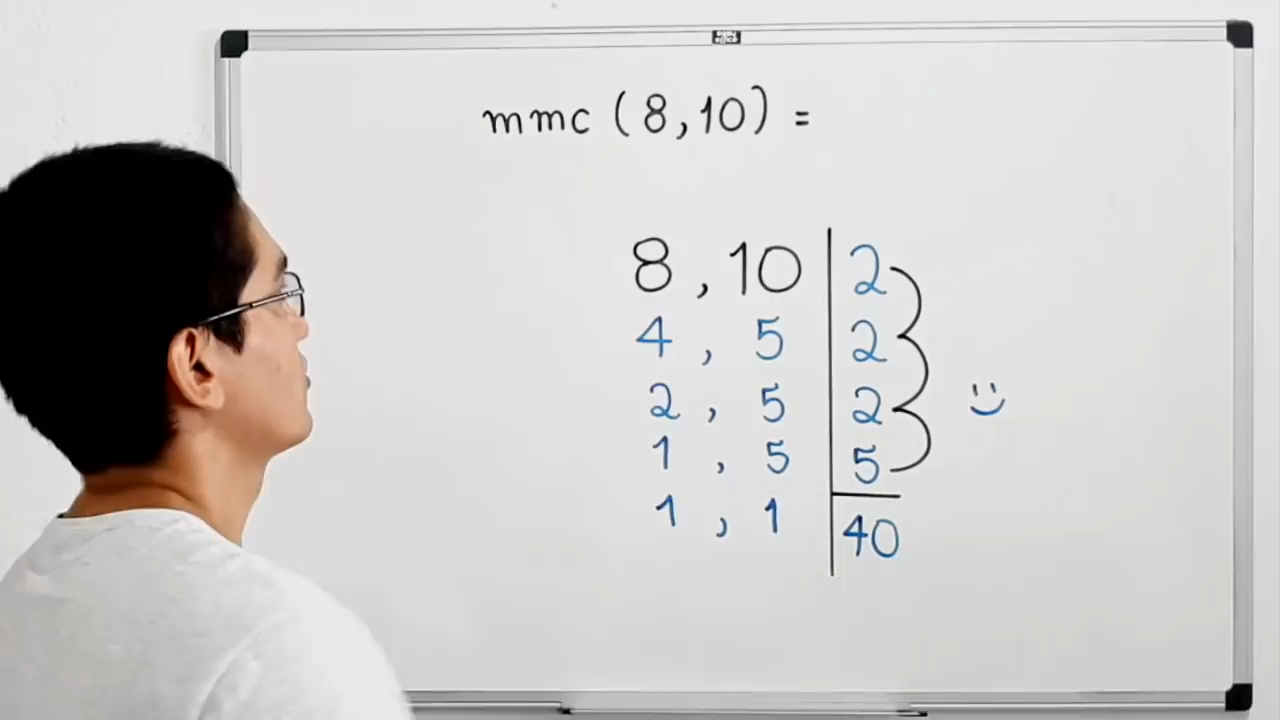 mmc (8,10) =
8 , 10 | 2
4 , 5 | 2
2 , 5 | 2
1 , 5 | 5
1 , 1 | 40